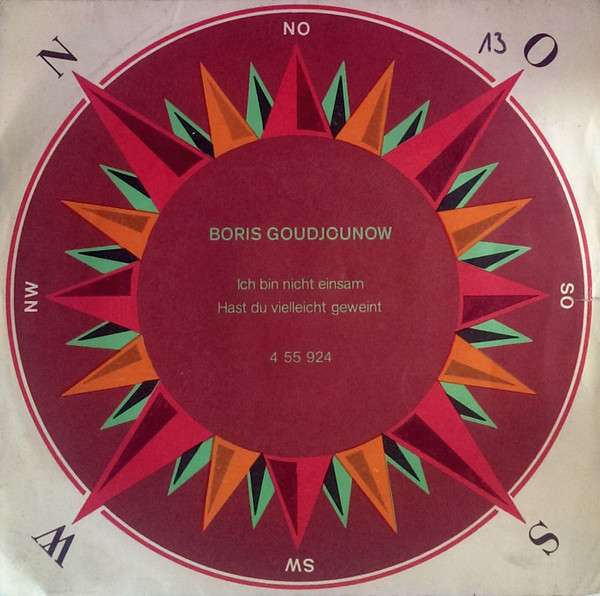 NO
13
N
O
BORIS GOUDJOUNOW
Ich bin nicht einsam
Hast du vielleicht geweint
4 55 924
NW
SO
W
S
SW